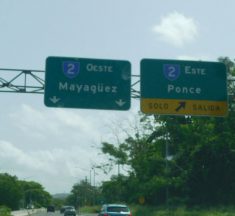 2 OESTE
Mayagüez
2 ESTE
Ponce
SOLO SALIDA